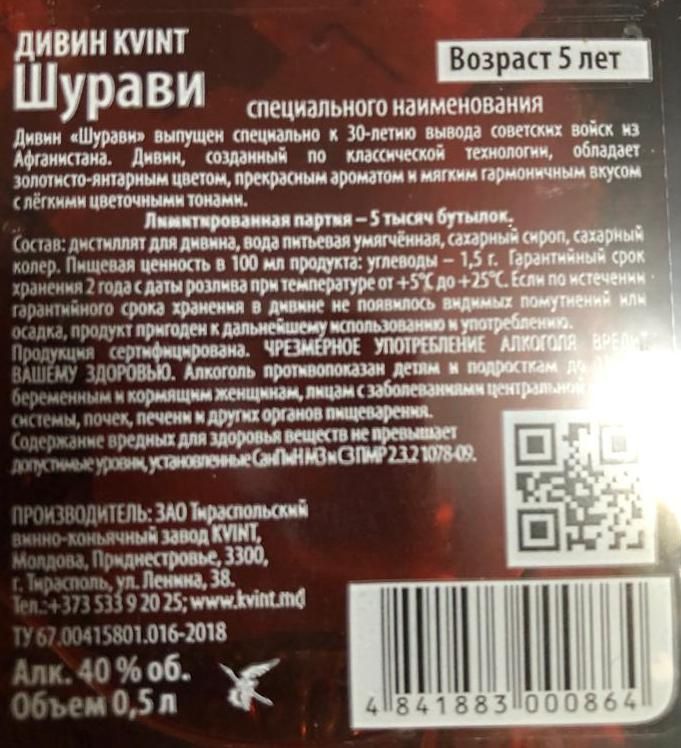 ДИВИН KVINT
Шурави
Возраст 5 лет
специального наименования
Дивин «Шурави» выпущен специально к 30-летию вывода советских войск из
Афганистана. Дивин, созданный по классической технологии, обладает
золотисто-янтарным цветом, прекрасным ароматом и мягким гармоничным вкусом
с лёгкими цветочными тонами.
Лимитированная партия – 5 тысяч бутылок.
Состав: дистиллят для дивина, вода питьевая умягчённая, сахарный сироп, сахарный
колер. Пищевая ценность в 100 мл продукта: углеводы – 1,5 г. Гарантийный срок
хранения 2 года с даты розлива при температуре от +5°С до +25°С. Если по истечении
гарантийного срока хранения в дивине не появилось видимых помутнений или
осадка, продукт пригоден к дальнейшему использованию и употреблению.
Продукция сертифицирована. ЧРЕЗМЕРНОЕ УПОТРЕБЛЕНИЕ АЛКОГОЛЯ ВРЕДИТ
ВАШЕМУ ЗДОРОВЬЮ. Алкоголь противопоказан детям и подросткам до
беременным и кормящим женщинам, лицам с заболеваниями центральной
системы, почек, печени и других органов пищеварения.
Содержание вредных для здоровья веществ не превышает
допустимые уровни, установленные СанПиН МЗ и СЗ ПМР 2.3.2 1078-09.
ПРОИЗВОДИТЕЛЬ: ЗАО Тираспольский
винно-коньячный завод KVINT,
Молдова, Приднестровье, 3300,
г. Тирасполь, ул. Ленина, 38.
Тел.:+373 533 9 20 25; www.kvint.md
ТУ 67.00415801.016-2018
Алк. 40 % об.
Объем 0,5 л
4 841883 000864